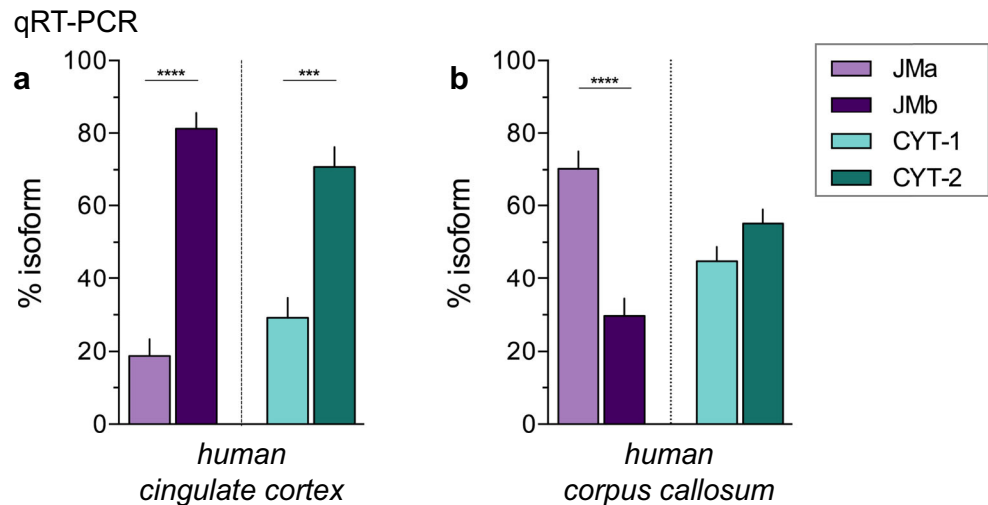 qRT-PCR
a
% isoform
100
80
60
40
20
0
****
***
human
cingulate cortex
b
% isoform
100
80
60
40
20
0
****
human
corpus callosum
JMa
JMb
CYT-1
CYT-2